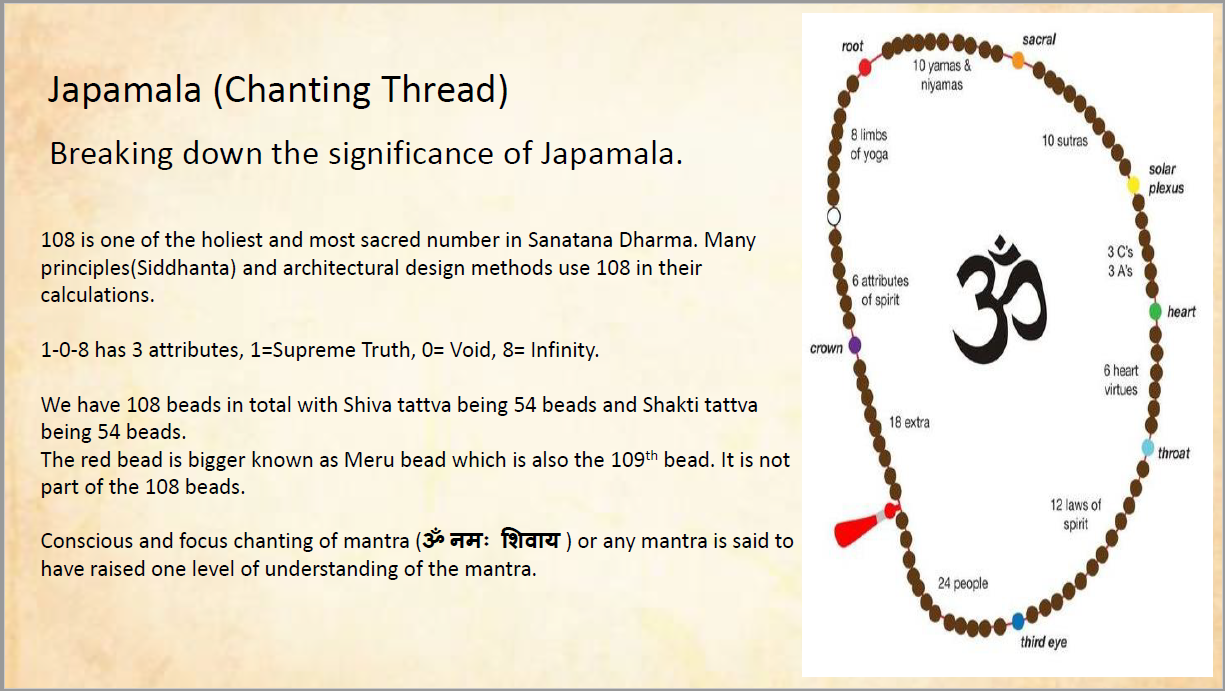 Japamala (Chanting Thread)
Breaking down the significance of Japamala.
108 is one of the holiest and most sacred number in Sanatana Dharma. Many
principles(Siddhanta) and architectural design methods use 108 in their
calculations.
1-0-8 has 3 attributes, 1=Supreme Truth, 0= Void, 8= Infinity.
We have 108 beads in total with Shiva tattva being 54 beads and Shakti tattva
being 54 beads.
The red bead is bigger known as Meru bead which is also the 109th bead. It is not
part of the 108 beads.
Conscious and focus chanting of mantra (ॐ नमः शिवाय ) or any mantra is said to
have raised one level of understanding of the mantra.
root
sacral
10 yamas &
niyamas
8 limbs
of yoga
10 sutras
solar
plexus
3 C's
3 A's
ॐ
6 attributes
of spirit
heart
crown
6 heart
virtues
18 extra
throat
12 laws of
spirit
24 people
third eye